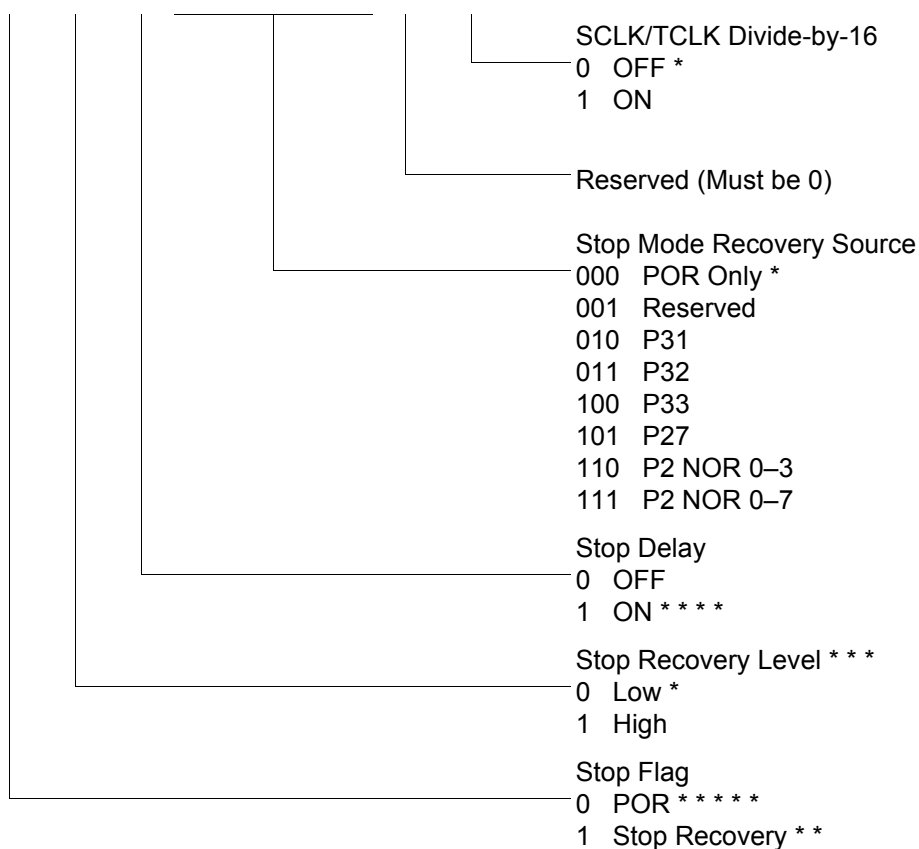 SCLK/TCLK Divide-by-16
0 OFF *
1 ON
Reserved (Must be 0)
Stop Mode Recovery Source
000 POR Only *
001 Reserved
010 P31
011 P32
100 P33
101 P27
110 P2 NOR 0–3
111 P2 NOR 0–7
Stop Delay
0 OFF
1 ON * * * *
Stop Recovery Level * * *
0 Low *
1 High
Stop Flag
0 POR * * * * *
1 Stop Recovery * *